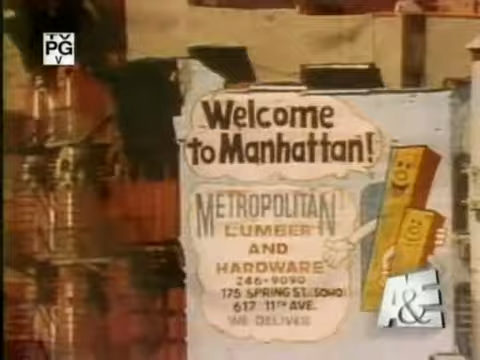 TV
PG
V
Welcome
to Manhattan!
METROPOLITAN
LUMBER
AND
HARDWARE
246-9090
175 SPRING ST. (SOHO)
617 11TH AVE.
WE DELIVER
A&E